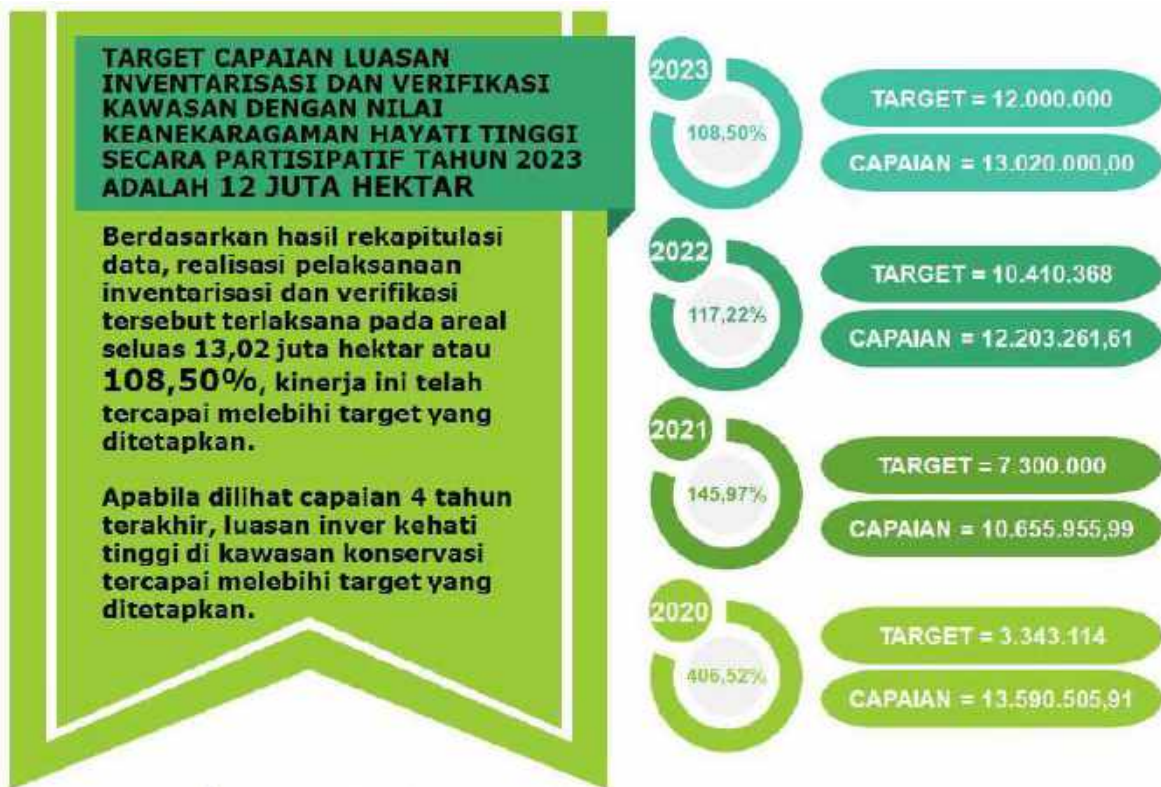 TARGET CAPAIAN LUASAN
INVENTARISASI DAN VERIFIKASI
KAWASAN DENGAN NILAI
KEANEKARAGAMAN HAYATI TINGGI
SECARA PARTISIPATIF TAHUN 2023
ADALAH 12 JUTA HEKTAR
Berdasarkan hasil rekapitulasi
data, realisasi pelaksanaan
inventarisasi dan verifikasi
tersebut terlaksana pada areal
seluas 13,02 juta hektar atau
108,50%, kinerja ini telah
tercapai melebihi target yang
ditetapkan.
Apabila dilihat capaian 4 tahun
terakhir, luasan inver kehati
tinggi di kawasan konservasi
tercapai melebihi target yang
ditetapkan.
2023
108,50%
TARGET = 12.000.000
CAPAIAN = 13.020.000,00
2022
117,22%
TARGET = 10.410.368
CAPAIAN = 12.203.261,61
2021
145,97%
TARGET = 7.300.000
CAPAIAN = 10.655.955,99
2020
406,52%
TARGET = 3.343.114
CAPAIAN = 13.590.505,91